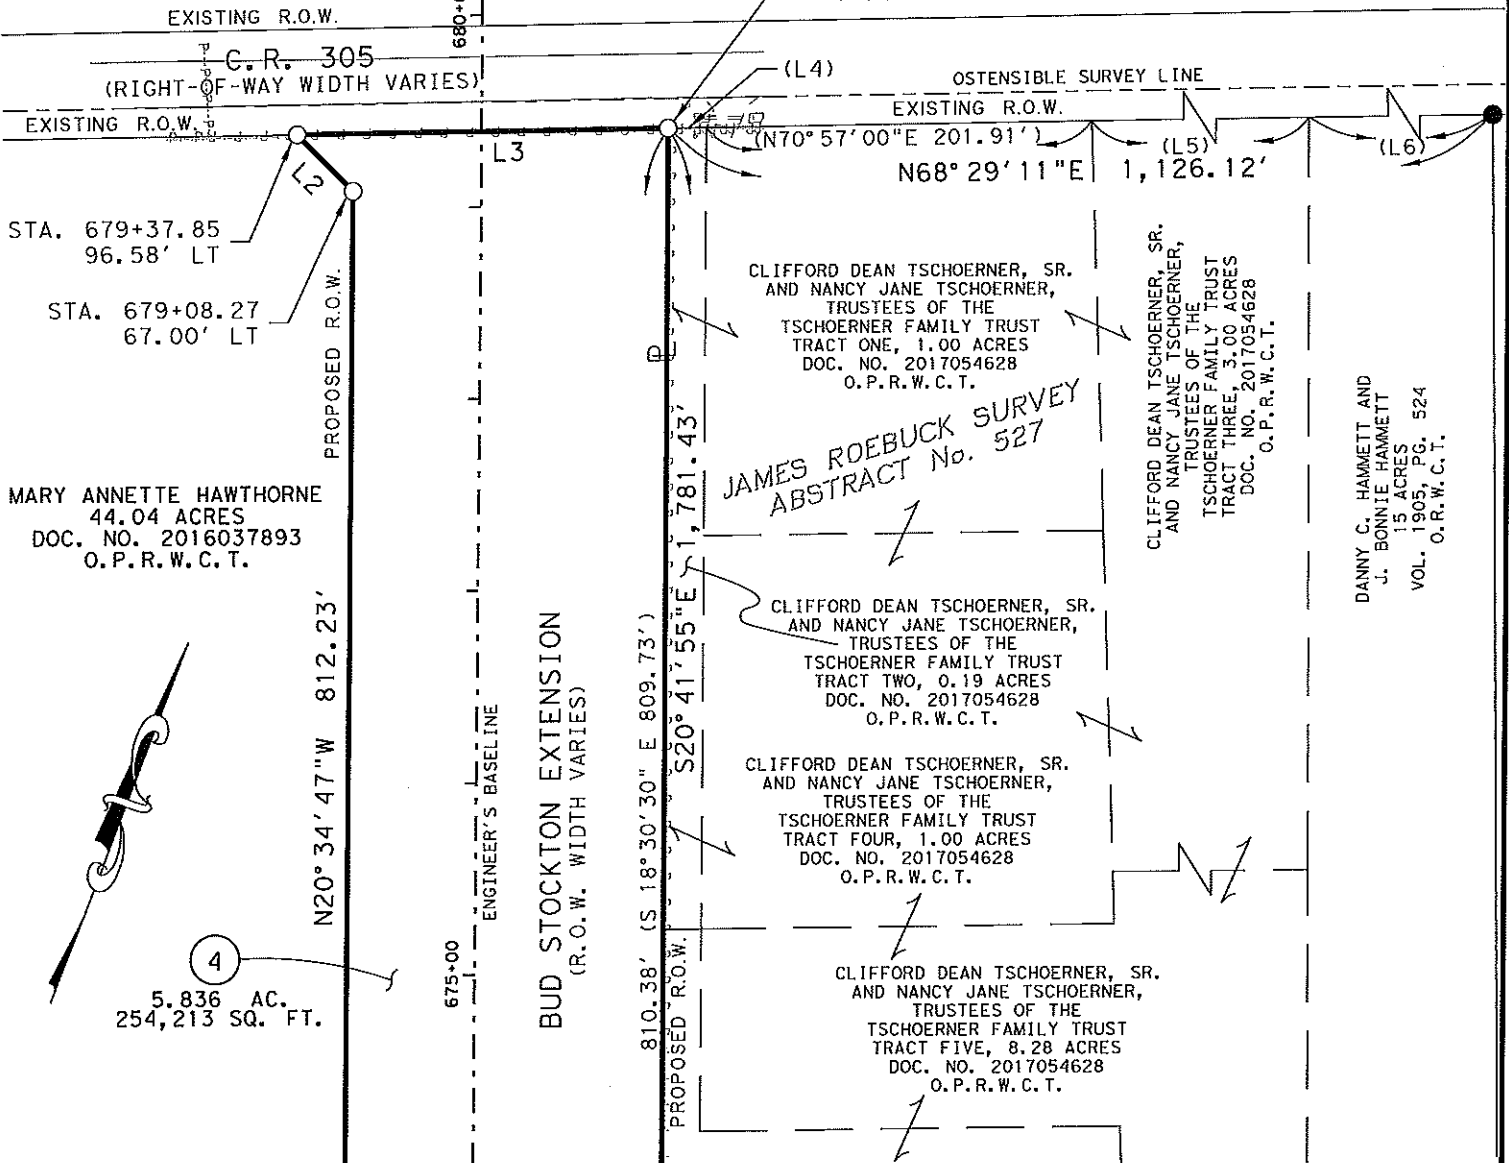 EXISTING R.O.W.
C.R. 305
(RIGHT-OF-WAY WIDTH VARIES)
EXISTING R.O.W.
(L4)
OSTENSIBLE SURVEY LINE
EXISTING R.O.W.
(N70°57'00"E 201.91')
N68°29'11"E 1,126.12'
(L5)
(L6)
L2
L3
STA. 679+37.85
96.58' LT
STA. 679+08.27
67.00' LT
PROPOSED R.O.W.
MARY ANNETTE HAWTHORNE
44.04 ACRES
DOC. NO. 2016037893
O.P.R.W.C.T.
N20°34'47"W 812.23'
4
5.836 AC.
254,213 SQ. FT.
675+00
ENGINEER'S BASELINE
BUD STOCKTON EXTENSION
(R.O.W. WIDTH VARIES)
810.38' (S 18°30'30" E 809.73')
S20°41'55"E 1,781.43'
PROPOSED R.O.W.
P
CLIFFORD DEAN TSCHOERNER, SR.
AND NANCY JANE TSCHOERNER,
TRUSTEES OF THE
TSCHOERNER FAMILY TRUST
TRACT ONE, 1.00 ACRES
DOC. NO. 2017054628
O.P.R.W.C.T.
JAMES ROEBUCK SURVEY
ABSTRACT No. 527
CLIFFORD DEAN TSCHOERNER, SR.
AND NANCY JANE TSCHOERNER,
TRUSTEES OF THE
TSCHOERNER FAMILY TRUST
TRACT TWO, 0.19 ACRES
DOC. NO. 2017054628
O.P.R.W.C.T.
CLIFFORD DEAN TSCHOERNER, SR.
AND NANCY JANE TSCHOERNER,
TRUSTEES OF THE
TSCHOERNER FAMILY TRUST
TRACT FOUR, 1.00 ACRES
DOC. NO. 2017054628
O.P.R.W.C.T.
CLIFFORD DEAN TSCHOERNER, SR.
AND NANCY JANE TSCHOERNER,
TRUSTEES OF THE
TSCHOERNER FAMILY TRUST
TRACT FIVE, 8.28 ACRES
DOC. NO. 2017054628
O.P.R.W.C.T.
CLIFFORD DEAN TSCHOERNER, SR.
AND NANCY JANE TSCHOERNER,
TRUSTEES OF THE
TSCHOERNER FAMILY TRUST
TRACT THREE, 3.00 ACRES
DOC. NO. 2017054628
O.P.R.W.C.T.
DANNY C. HAMMETT AND
J. BONNIE HAMMETT
15 ACRES
VOL. 1905, PG. 524
O.R.W.C.T.